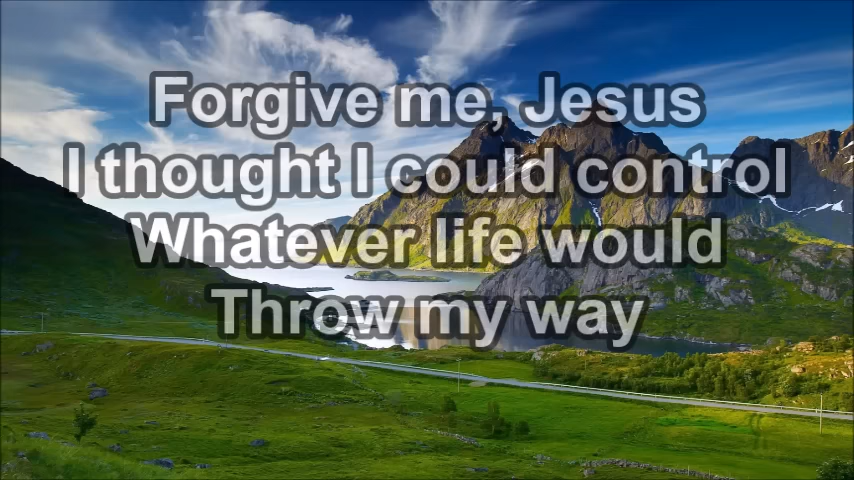 Forgive me, Jesus
I thought I could control
Whatever life would
Throw my way